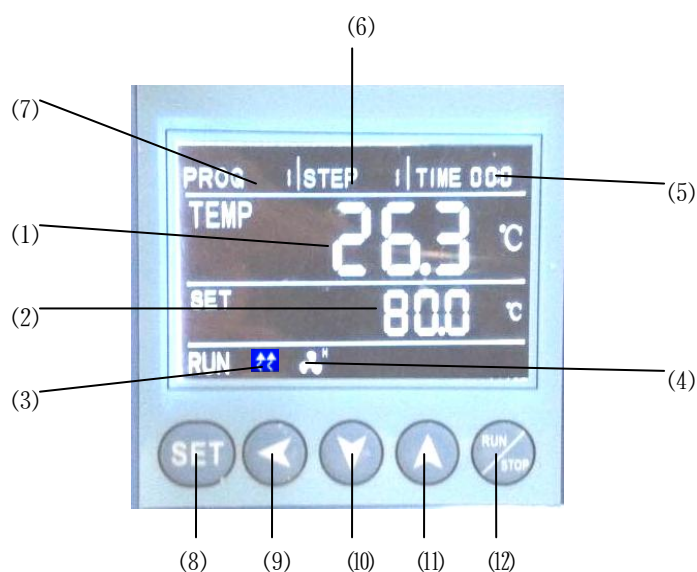 (6)
(7)
PROG 1 STEP 1 TIME 000
(5)
TEMP
26.3 ℃
(1)
SET
80.0 ℃
(2)
RUN H
(3)
(4)
SET RUN STOP
(8) (9) (10) (11) (12)